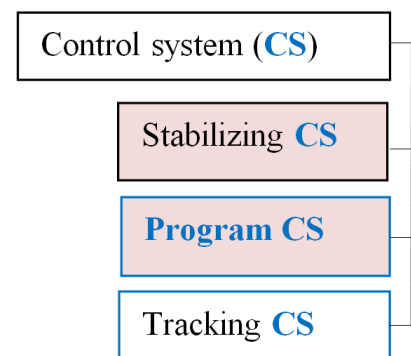 Control system (CS)
Stabilizing CS
Program CS
Tracking CS